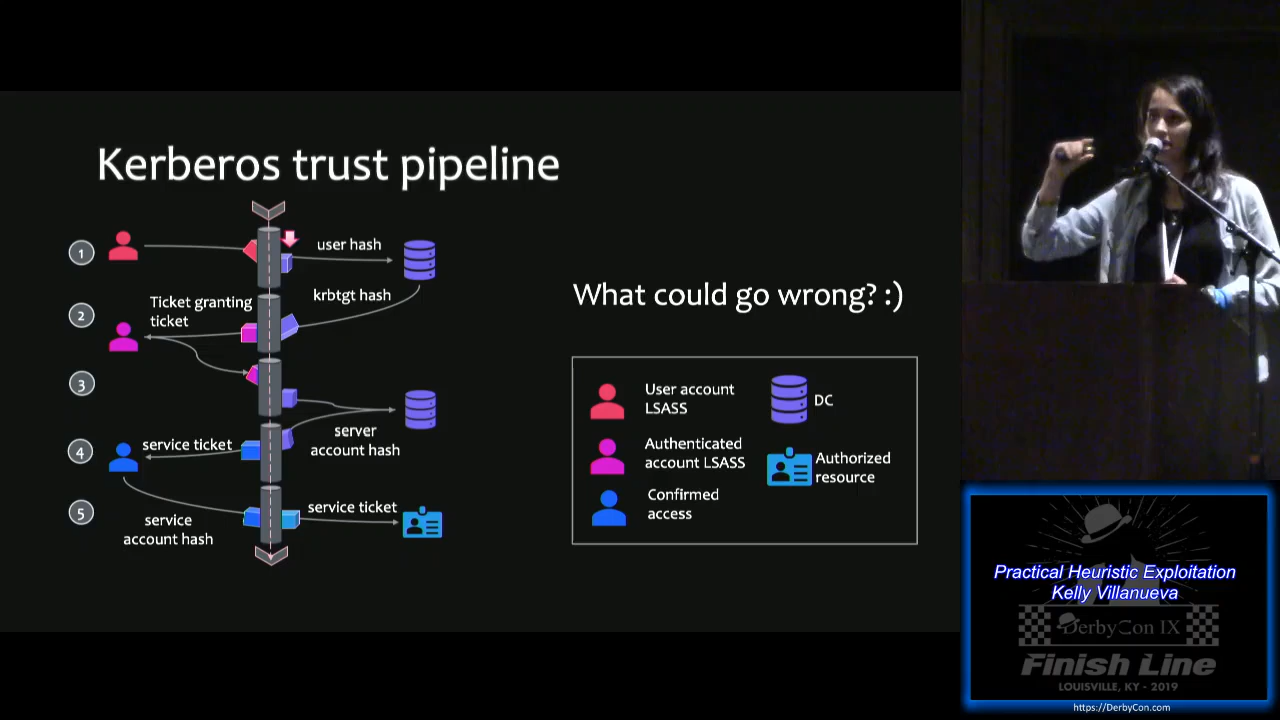 Kerberos trust pipeline
1
user hash
krbtgt hash
2
Ticket granting
ticket
3
server
account hash
4
service ticket
5
service ticket
service
account hash
What could go wrong? :)
User account
LSASS
DC
Authenticated
account LSASS
Authorized
resource
Confirmed
access
Practical Heuristic Exploitation
Kelly Villanueva
DerbyCon IX
Finish Line
LOUISVILLE, KY - 2019
https://DerbyCon.com